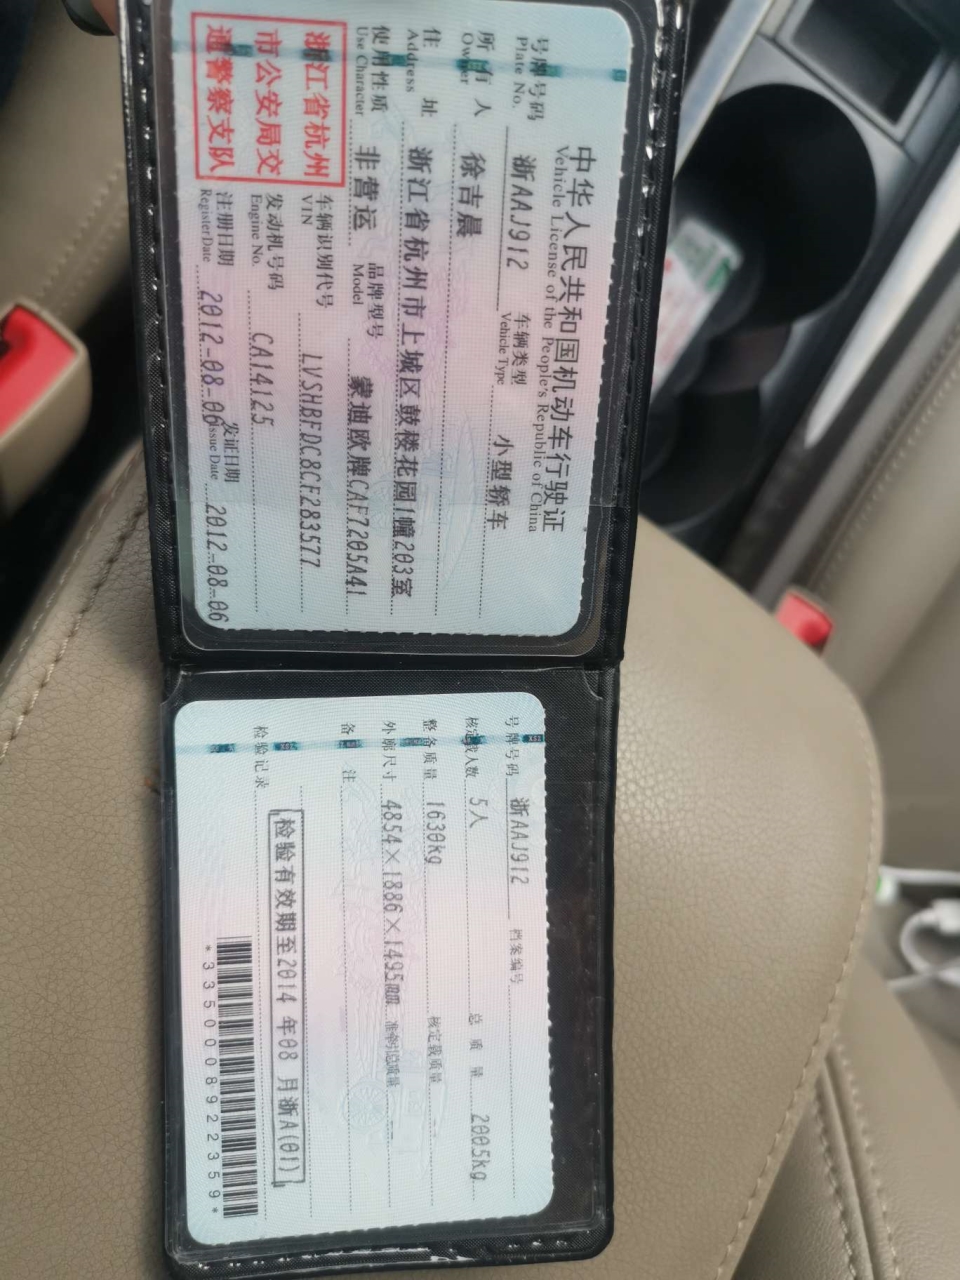 中华人民共和国机动车行驶证
Vehicle License of the People's Republic of China
号牌号码 浙AAJ912 车辆类型 小型轿车
Plate No. Vehicle Type
所有人 徐吉晨
Owner
住址 浙江省杭州市上城区鼓楼花园1幢203室
Address
使用性质 非营运 品牌型号 蒙迪欧牌CAF7205A41
Use Character Model
浙江省杭州
市公安局交
通警察支队
车辆识别代号 LVSHBFDC8CF283577
VIN
发动机号码 CA14125
Engine No.
注册日期 2012-08-06 发证日期 2012-08-06
Register Date Issue Date
号牌号码 浙AAJ912 档案编号
核定载人数 5人 总质量 2005kg
整备质量 1630kg 核定载质量 --
外廓尺寸 4854×1886×1495mm 准牵引总质量 --
备注
检验记录
检验有效期至2014年08月浙A(01)
*3350008922359*